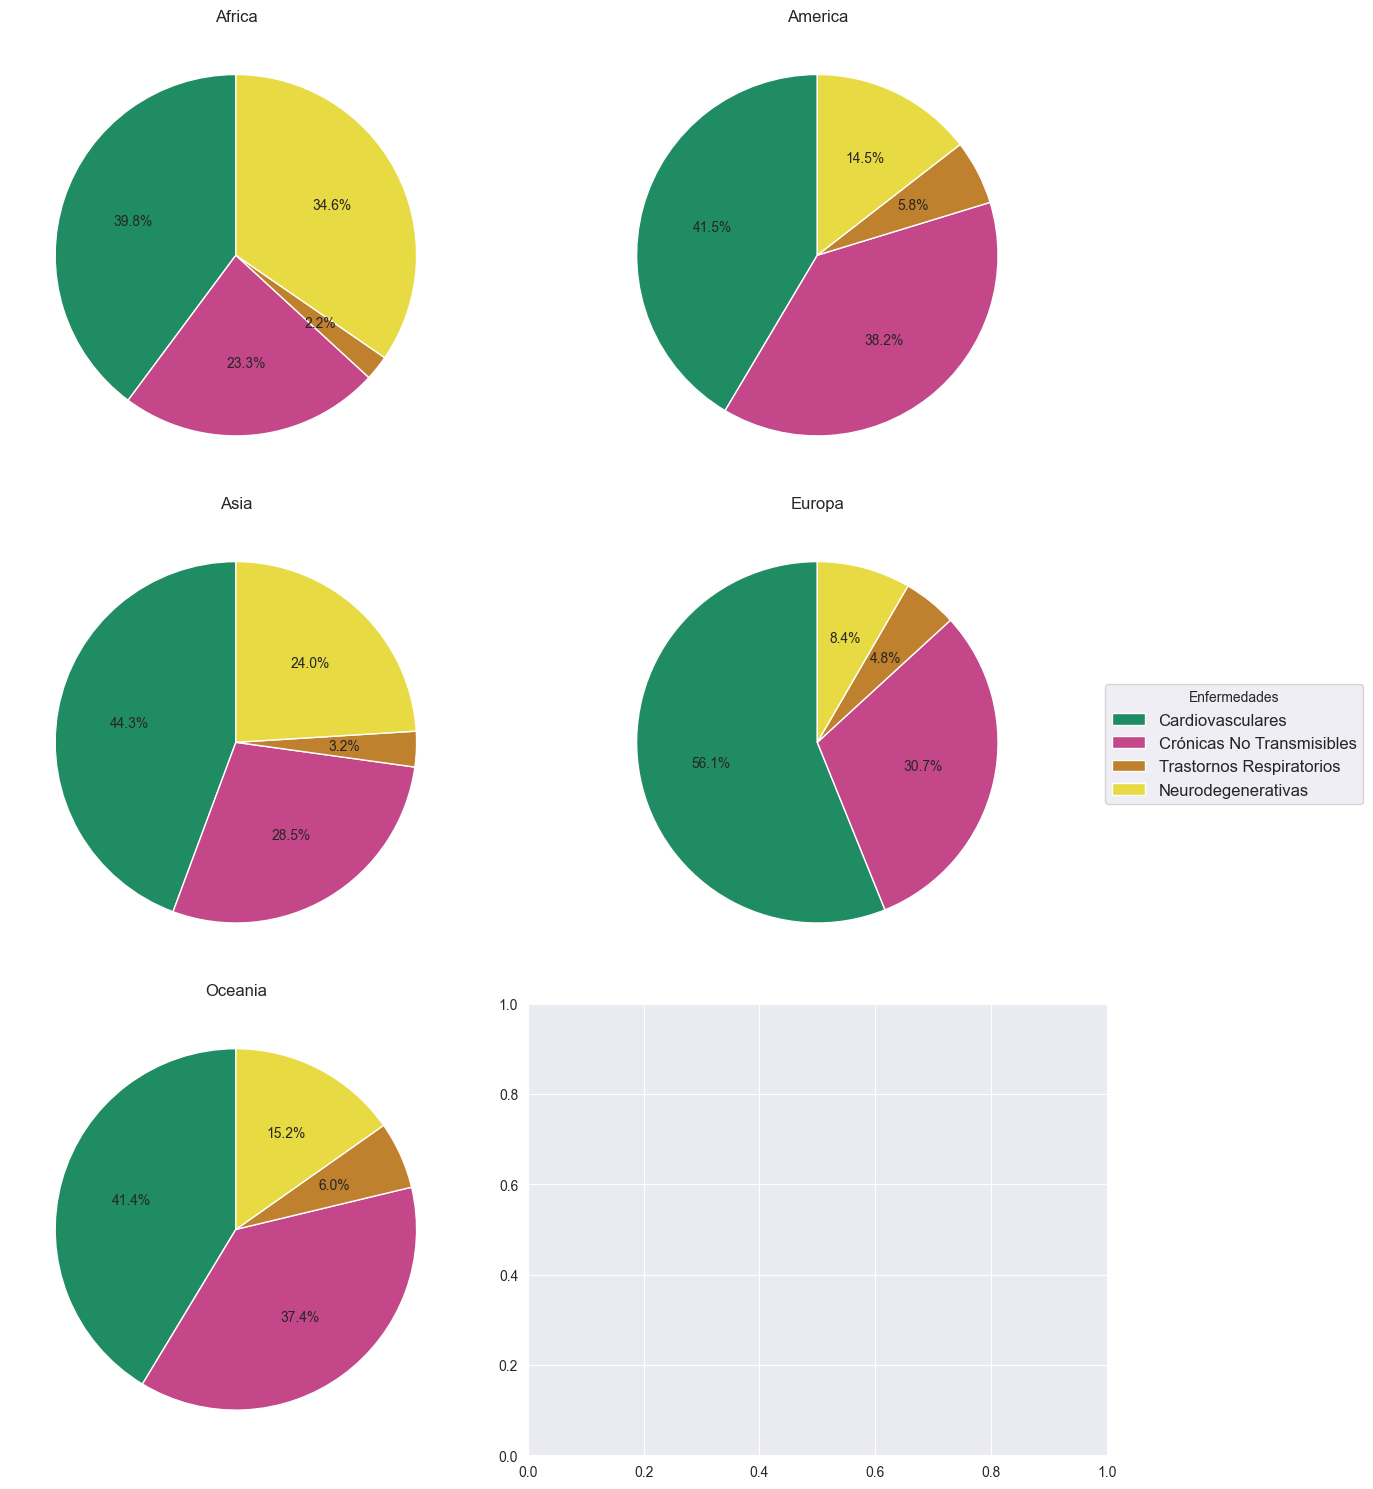 Africa
39.8%
34.6%
2.2%
23.3%
America
14.5%
5.8%
41.5%
38.2%
Asia
24.0%
44.3%
3.2%
28.5%
Europa
8.4%
4.8%
56.1%
30.7%
Enfermedades
Cardiovasculares
Crónicas No Transmisibles
Trastornos Respiratorios
Neurodegenerativas
Oceania
15.2%
6.0%
41.4%
37.4%
1.0
0.8
0.6
0.4
0.2
0.0
0.0 0.2 0.4 0.6 0.8 1.0